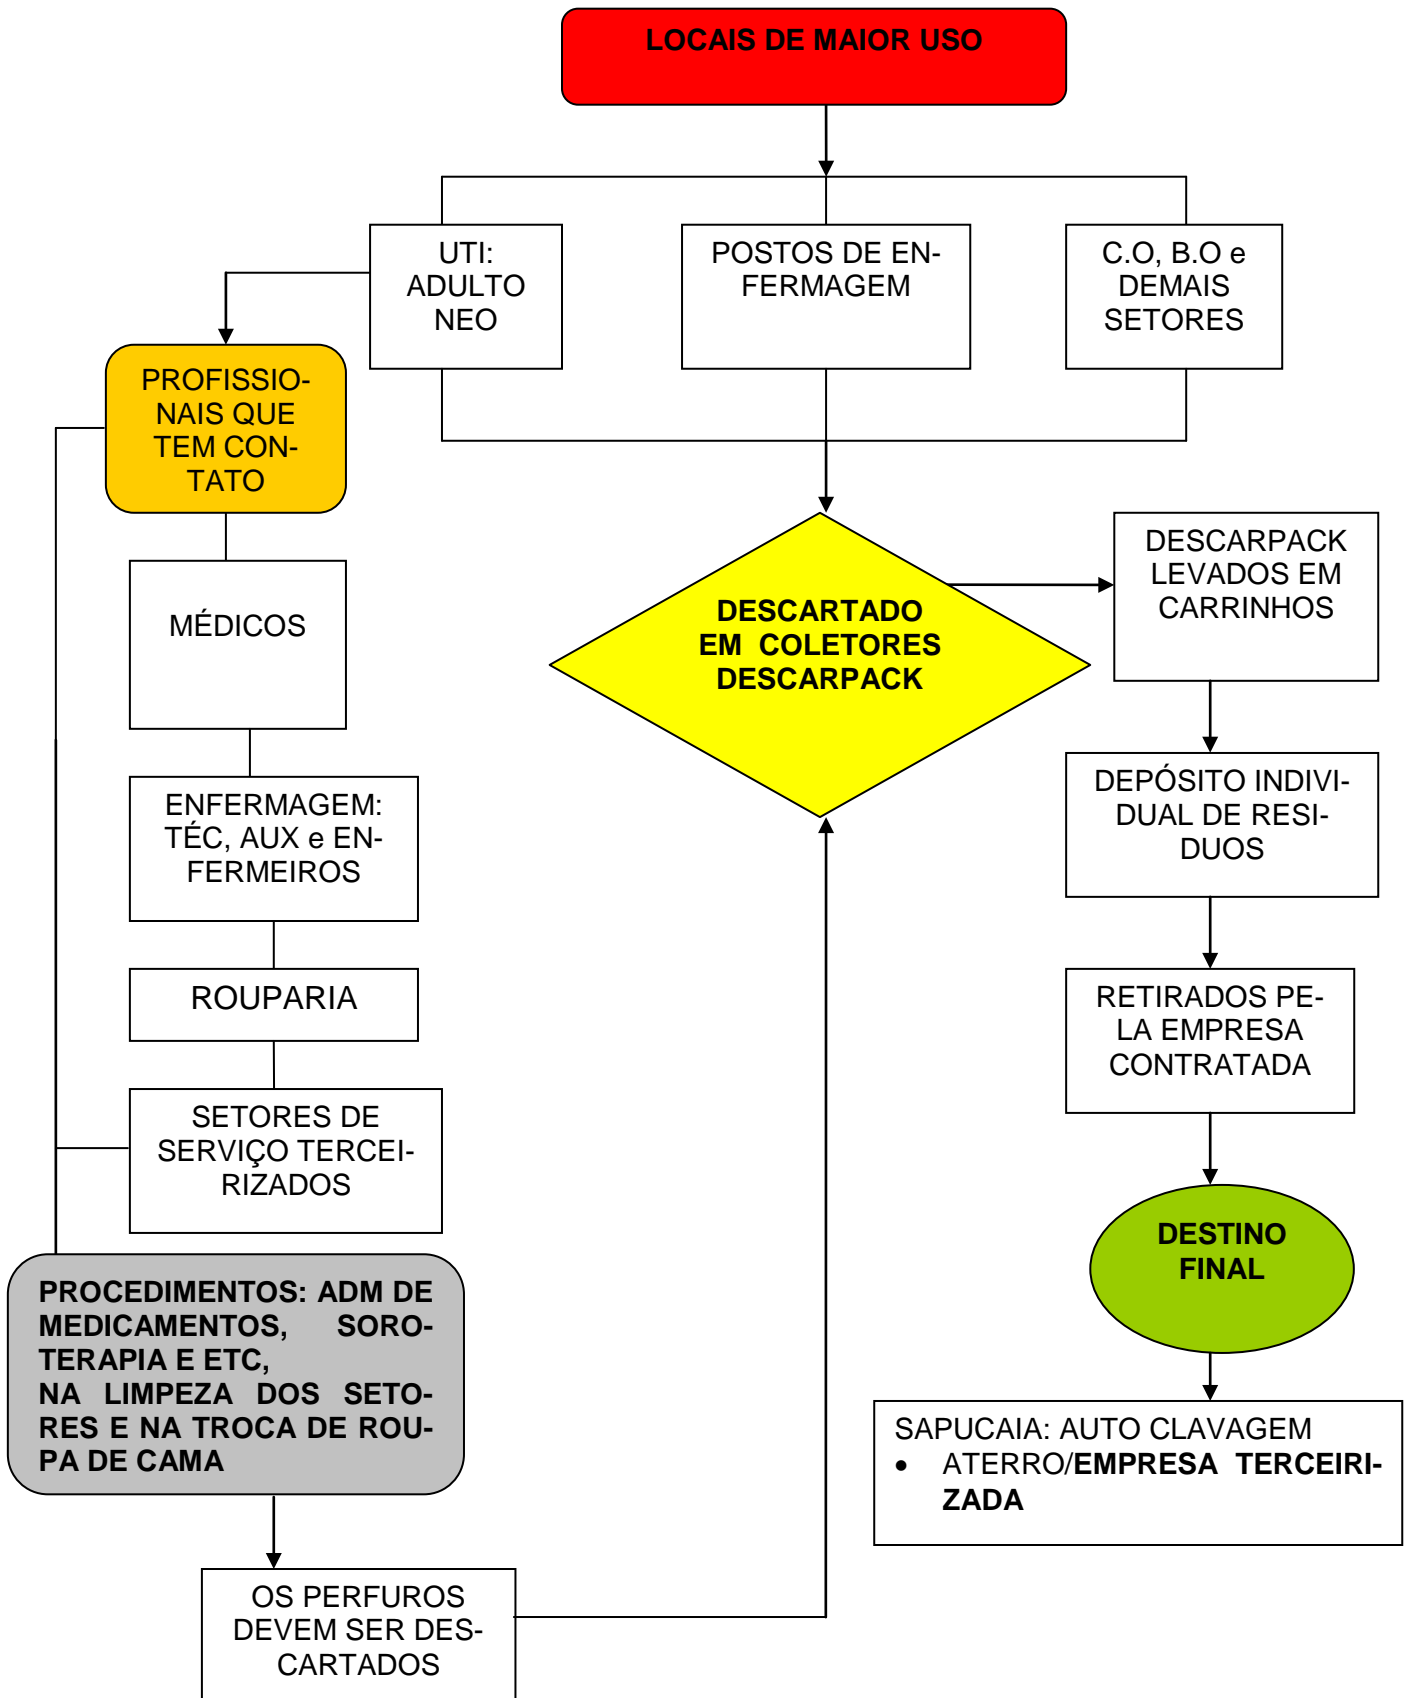 LOCAIS DE MAIOR USO
UTI:
ADULTO
NEO
POSTOS DE EN-
FERMAGEM
C.O, B.O e
DEMAIS
SETORES
PROFISSIO-
NAIS QUE
TEM CON-
TATO
MÉDICOS
ENFERMAGEM:
TÉC, AUX e EN-
FERMEIROS
ROUPARIA
SETORES DE
SERVIÇO TERCEI-
RIZADOS
PROCEDIMENTOS: ADM DE
MEDICAMENTOS, SORO-
TERAPIA E ETC,
NA LIMPEZA DOS SETO-
RES E NA TROCA DE ROU-
PA DE CAMA
OS PERFUROS
DEVEM SER DES-
CARTADOS
DESCARTADO
EM COLETORES
DESCARPACK
DESCARPACK
LEVADOS EM
CARRINHOS
DEPÓSITO INDIVI-
DUAL DE RESI-
DUOS
RETIRADOS PE-
LA EMPRESA
CONTRATADA
DESTINO
FINAL
SAPUCAIA: AUTO CLAVAGEM
• ATERRO/EMPRESA TERCEIRI-
ZADA